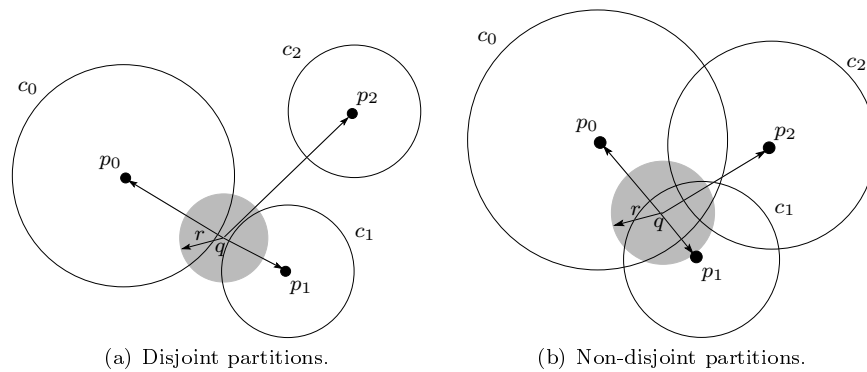 c₀
c₂
p₂
p₀
r
q
c₁
p₁
(a) Disjoint partitions.
c₀
c₂
p₀
p₂
r
q
c₁
p₁
(b) Non-disjoint partitions.